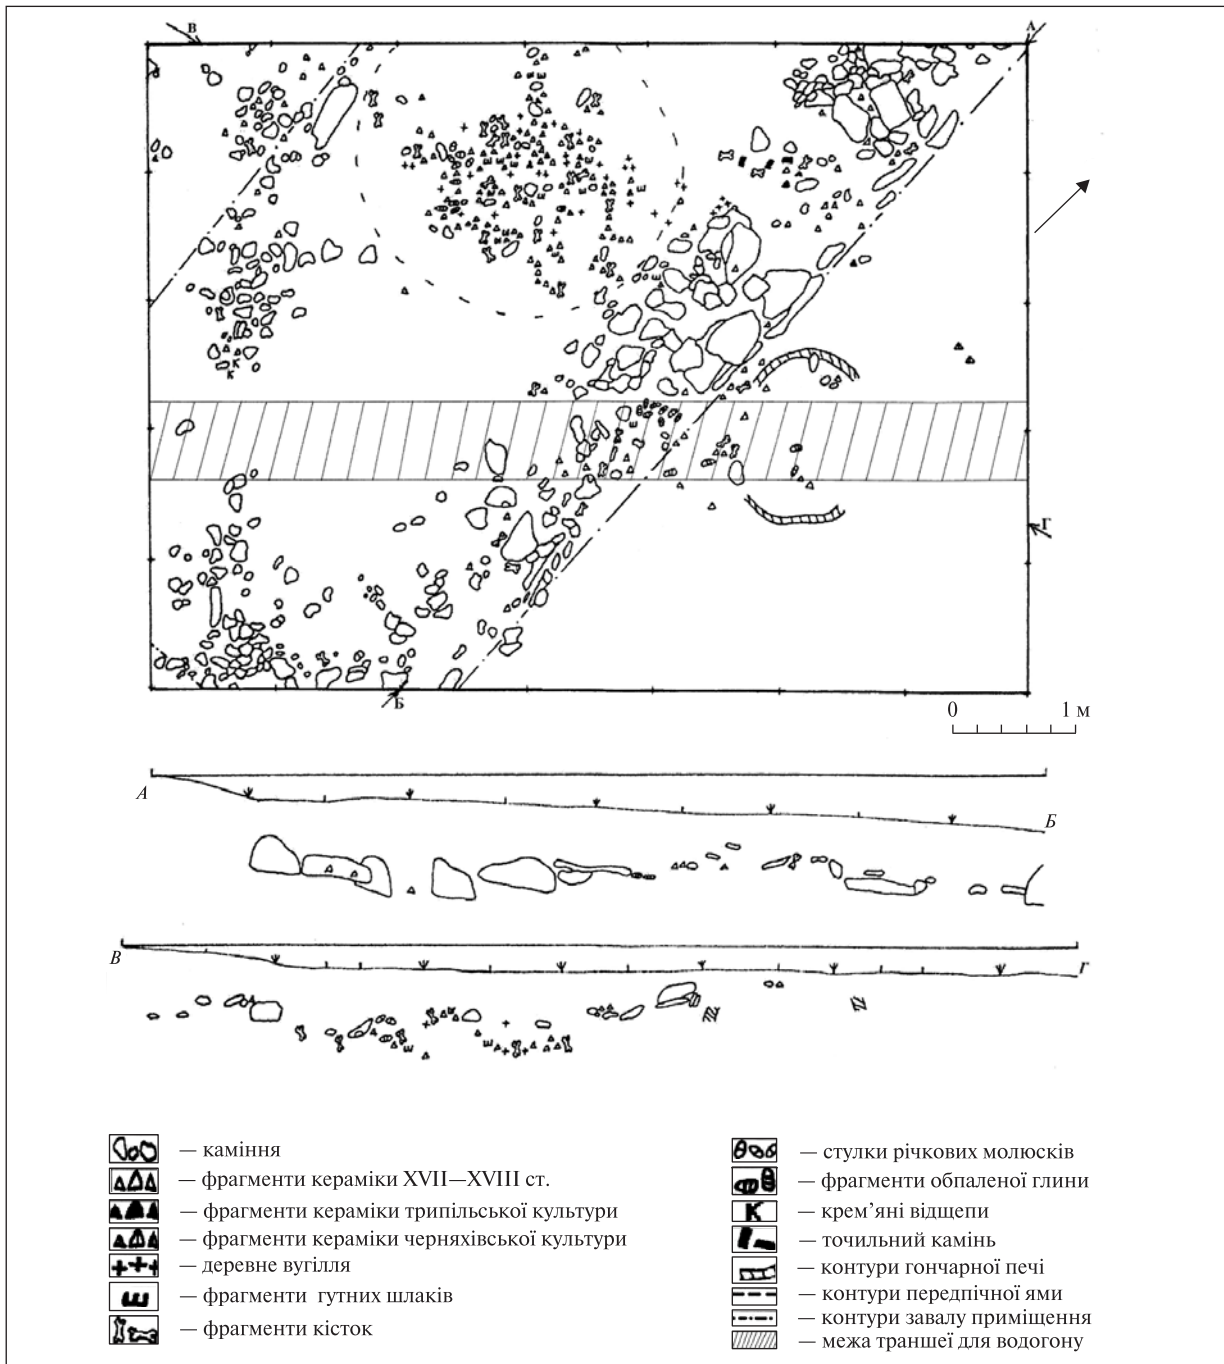 В
А
К
К
Г
Б
0 1 м
А
Б
В
Г
— каміння
— фрагменти кераміки XVII—XVIII ст.
— фрагменти кераміки трипільської культури
— фрагменти кераміки черняхівської культури
— деревне вугілля
— фрагменти гутних шлаків
— фрагменти кісток
— стулки річкових молюсків
— фрагменти обпаленої глини
К — крем’яні відщепи
— точильний камінь
— контури гончарної печі
— контури передпічної ями
— контури завалу приміщення
— межа траншеї для водогону